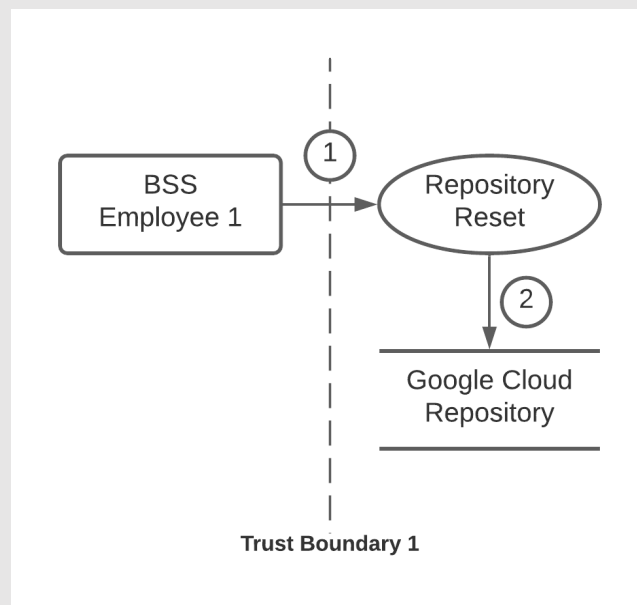 1
BSS
Employee 1
Repository
Reset
2
Google Cloud
Repository
Trust Boundary 1